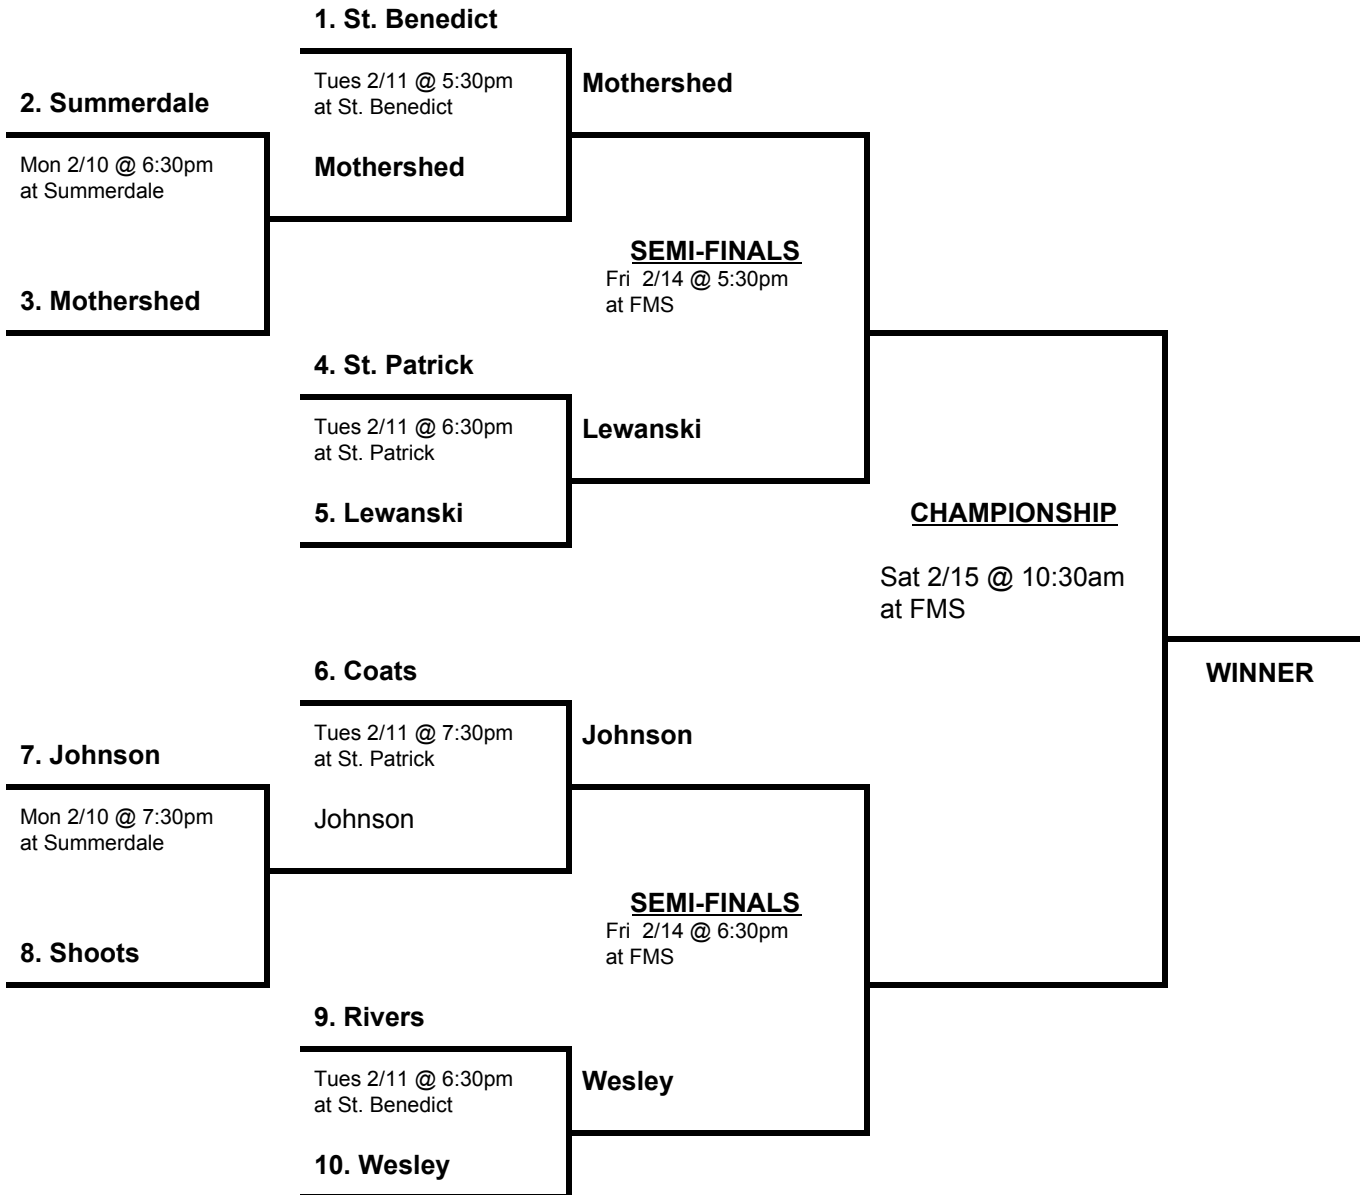 1. St. Benedict
Tues 2/11 @ 5:30pm
at St. Benedict
Mothershed
2. Summerdale
Mon 2/10 @ 6:30pm
at Summerdale
Mothershed
SEMI-FINALS
Fri 2/14 @ 5:30pm
at FMS
3. Mothershed
4. St. Patrick
Tues 2/11 @ 6:30pm
at St. Patrick
Lewanski
5. Lewanski
CHAMPIONSHIP
Sat 2/15 @ 10:30am
at FMS
6. Coats
WINNER
Tues 2/11 @ 7:30pm
at St. Patrick
Johnson
7. Johnson
Mon 2/10 @ 7:30pm
at Summerdale
Johnson
SEMI-FINALS
Fri 2/14 @ 6:30pm
at FMS
8. Shoots
9. Rivers
Tues 2/11 @ 6:30pm
at St. Benedict
Wesley
10. Wesley